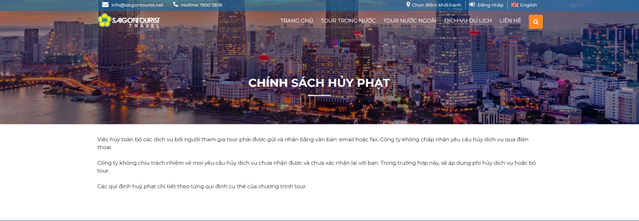 info@saigontourist.net Hotline: 1900 1808 Chọn điểm khởi hành Đăng nhập English
SAIGONTOURIST
TRAVEL
TRANG CHỦ TOUR TRONG NƯỚC TOUR NƯỚC NGOÀI DỊCH VỤ DU LỊCH LIÊN HỆ
CHÍNH SÁCH HỦY PHẠT
Việc hủy toàn bộ các dịch vụ bởi người tham gia tour phải được gửi và nhận bằng văn bản: email hoặc fax. Công ty không chấp nhận yêu cầu hủy dịch vụ qua điện
thoại.
Công ty không chịu trách nhiệm về mọi yêu cầu hủy dịch vụ chưa nhận được và chưa xác nhận lại với bạn. Trong trường hợp này, sẽ áp dụng phí hủy dịch vụ hoặc bỏ
tour.
Các qui định huỷ phạt chi tiết theo từng qui định cụ thể của chương trình tour.